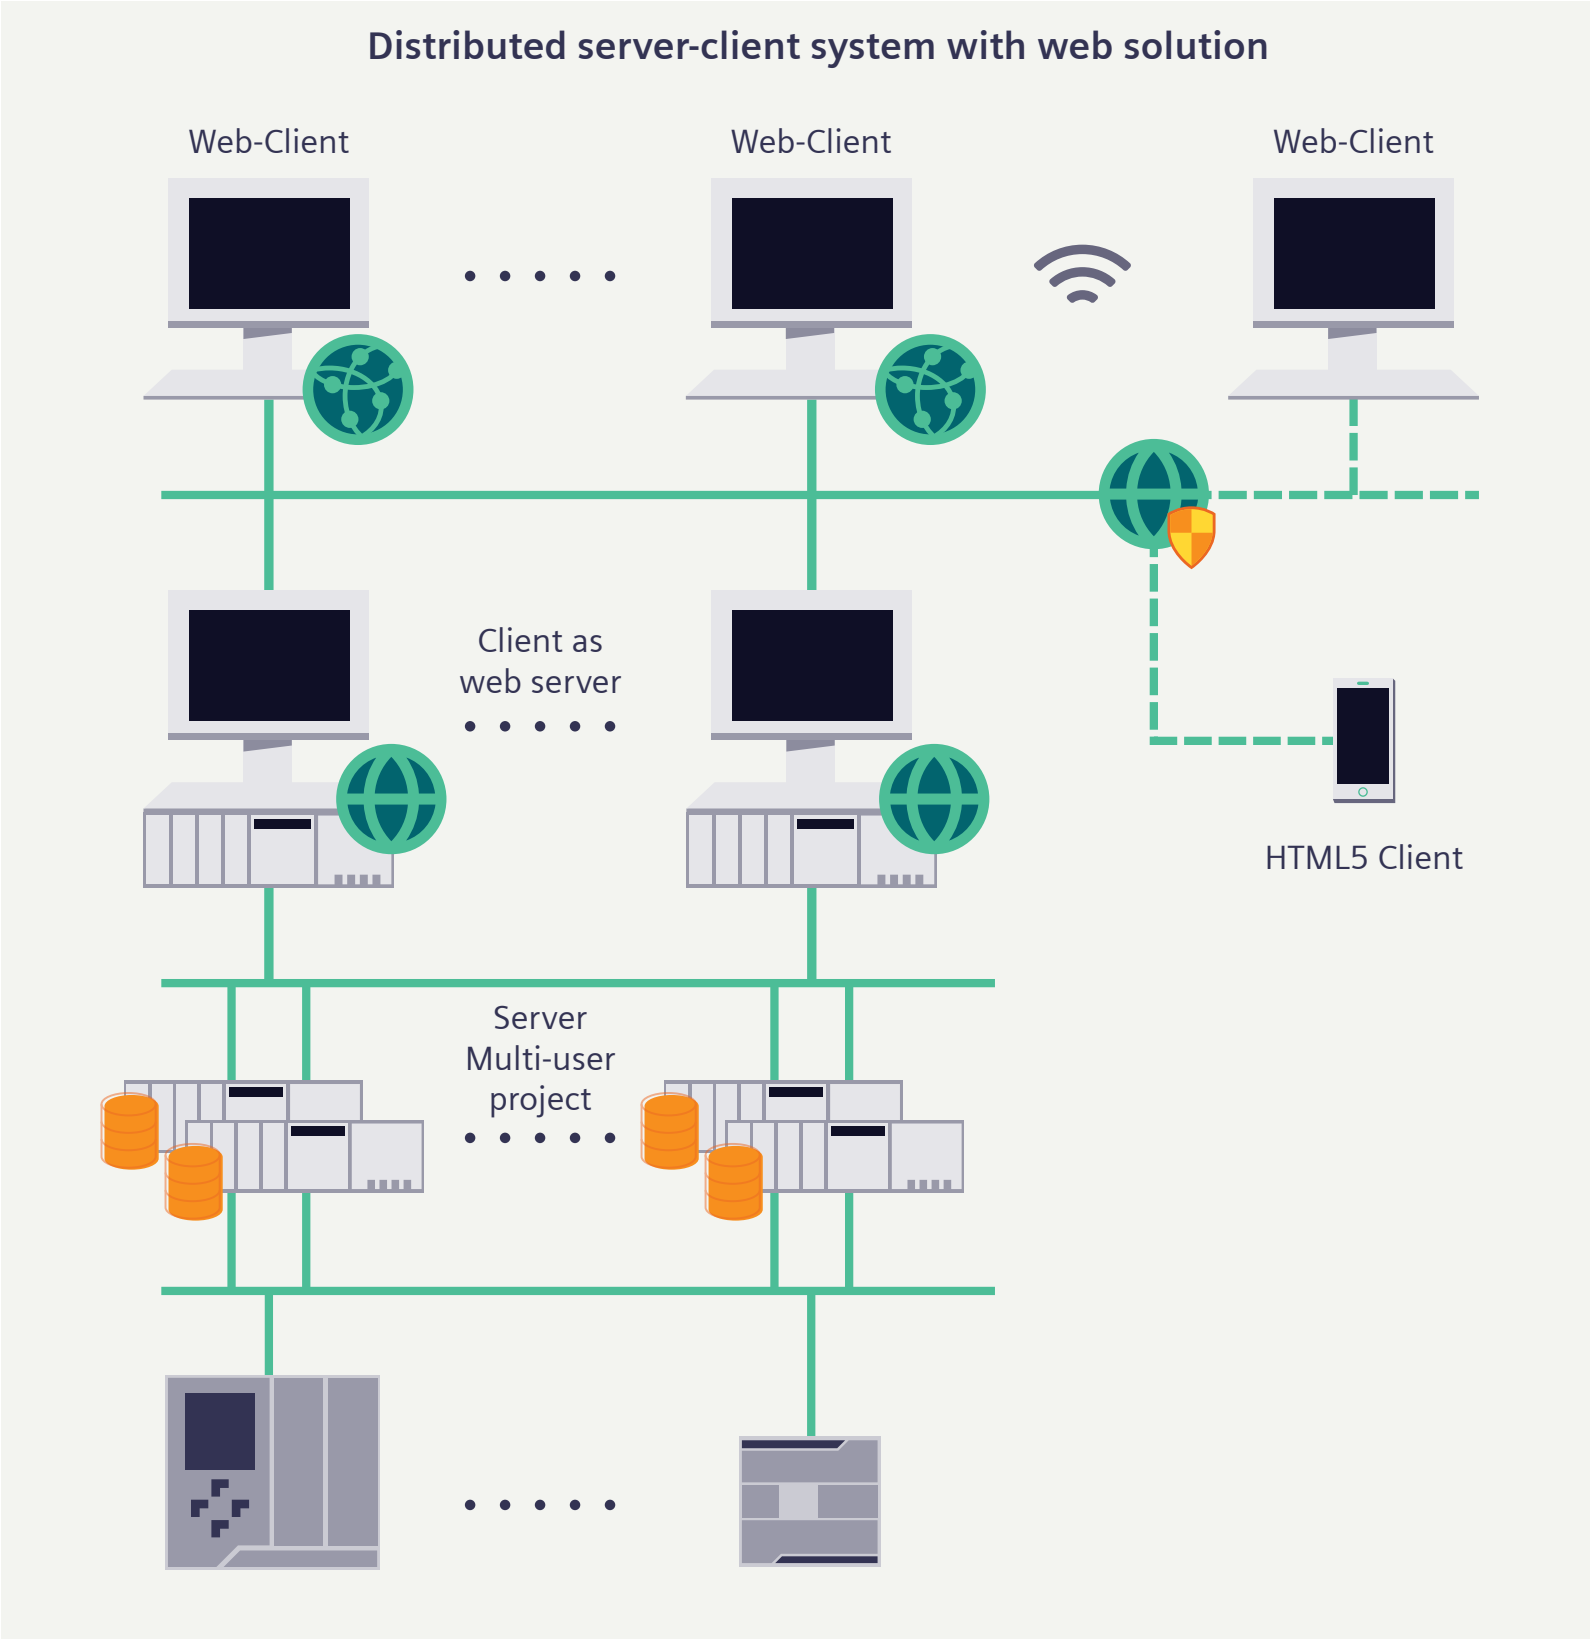 Distributed server-client system with web solution
Web-Client
Web-Client
Web-Client
Client as
web server
HTML5 Client
Server
Multi-user
project